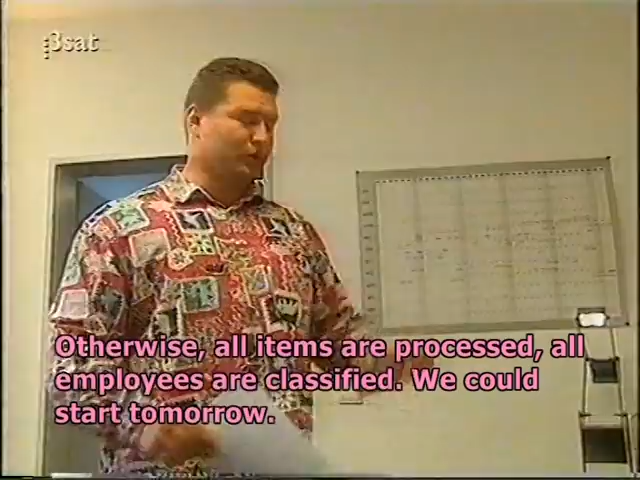 3sat
Otherwise, all items are processed, all
employees are classified. We could
start tomorrow.